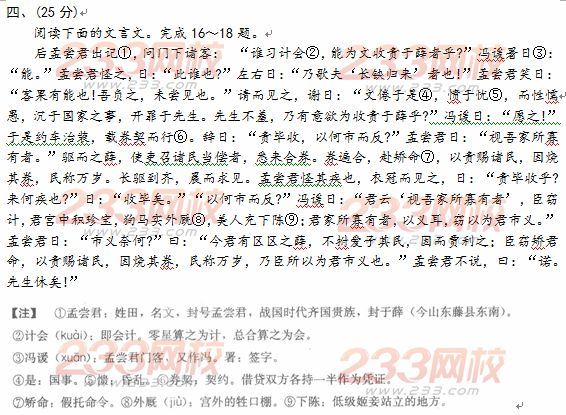 四、(25 分)
阅读下面的文言文。完成 16～18 题。
后孟尝君出记①，问门下诸客： “谁习计会②，能为文收责于薛者乎？”冯谖署曰③：
“能。”孟尝君怪之，日：“此谁也？”左右日：“乃歌夫‘长铗归来’者也！”孟尝君笑日：
“客果有能也！吾负之，未尝见也。”请而见之，谢日：“文倦于是④，愦于忧⑤，而性懧
愚，沉于国家之事，开罪于先生。先生不羞，乃有意欲为收责于薛乎？”冯谖日：“愿之！”
于是约车治装，载券契而行⑥。辞日：“责毕收，以何市而反？”孟尝君日：“视吾家所寡
有者。”驱而之薛，使吏召诸民当偿者，悉来合券。券遍合，赴矫命⑦，以责赐诸民，因烧
其券，民称万岁。长驱到齐，晨而求见。孟尝君怪其疾也，衣冠而见之，日：“责毕收乎？
来何疾也？”日：“收毕矣。”“以何市而反？”冯谖日：“君云‘视吾家所寡有者’，臣窃
计，君宫中积珍宝，狗马实外厩⑧，美人充下陈⑨；君家所寡有者，以义耳，窃以为君市义。”
孟尝君日：“市义奈何？”日：“今君有区区之薛，不拊爱子其民，因而贾利之；臣窃矫君
命，以责赐诸民，因烧其券，民称万岁，乃臣所以为君市义也。”孟尝君不说，日：“诺。
先生休矣！”
【注】 ①孟尝君：姓田，名文，封号孟尝君，战国时代齐国贵族，封于薛（今山东藤县东南）。
②计会（kuài）：即会计，零星算之为计，总合算之为会。
③冯谖（xuān）：孟尝君门客、又作冯。署：签字。
④是：国事。⑤愦：昏乱。⑥券契：契约。借贷双方各持一半作为凭证。
⑦矫命：假托命令。⑧外厩（jiù）：宫外的牲口棚。⑨下陈：低级姬妾站立的地方。
233网校
www.233.com